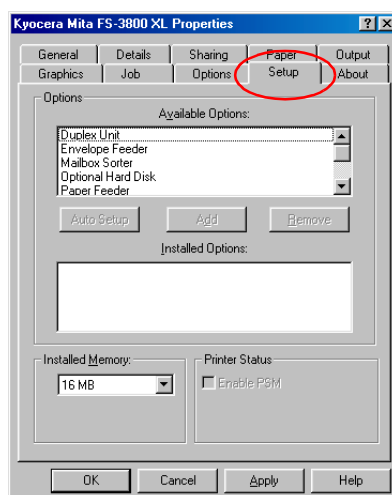 Kyocera Mita FS-3800 XL Properties
General Details Sharing Paper Output
Graphics Job Options Setup About
Options
Available Options:
Duplex Unit
Envelope Feeder
Mailbox Sorter
Optional Hard Disk
Paper Feeder
Auto Setup Add Remove
Installed Options:
Installed Memory: Printer Status
16 MB Enable PSM
OK Cancel Apply Help